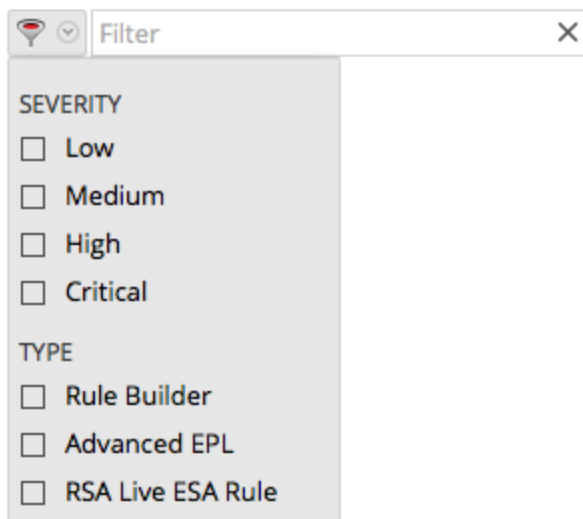 Filter
SEVERITY
Low
Medium
High
Critical
TYPE
Rule Builder
Advanced EPL
RSA Live ESA Rule